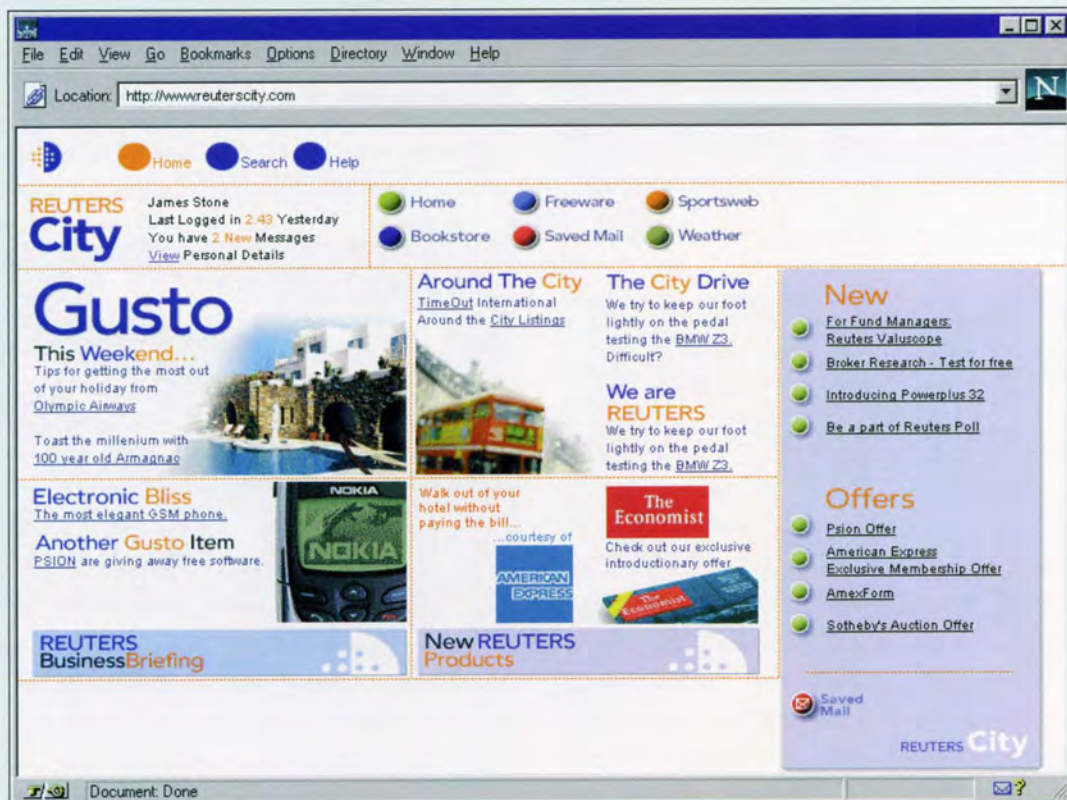 File Edit View Go Bookmarks Options Directory Window Help
Location: http://www.reuterscity.com
N
Home Search Help
REUTERS
City
James Stone
Last Logged in 2.43 Yesterday
You have 2 New Messages
View Personal Details
Home Freeware Sportsweb
Bookstore Saved Mail Weather
Gusto
This Weekend...
Tips for getting the most out
of your holiday from
Olympic Airways
Toast the millenium with
100 year old Armagnac
Around The City
TimeOut International
Around the City Listings
The City Drive
We try to keep our foot
lightly on the pedal
testing the BMW Z3.
Difficult?
We are
REUTERS
We try to keep our foot
lightly on the pedal
testing the BMW Z3.
Electronic Bliss
The most elegant GSM phone.
Another Gusto Item
PSION are giving away free software.
NOKIA
NOKIA
Walk out of your
hotel without
paying the bill...
...courtesy of
AMERICAN
EXPRESS
The
Economist
Check out our exclusive
introductionary offer
The
Economist
REUTERS
BusinessBriefing
New REUTERS
Products
New
For Fund Managers:
Reuters Valuscope
Broker Research - Test for free
Introducing Powerplus 32
Be a part of Reuters Poll
Offers
Psion Offer
American Express
Exclusive Membership Offer
AmexForm
Sotheby's Auction Offer
Saved
Mail
REUTERS City
Document: Done